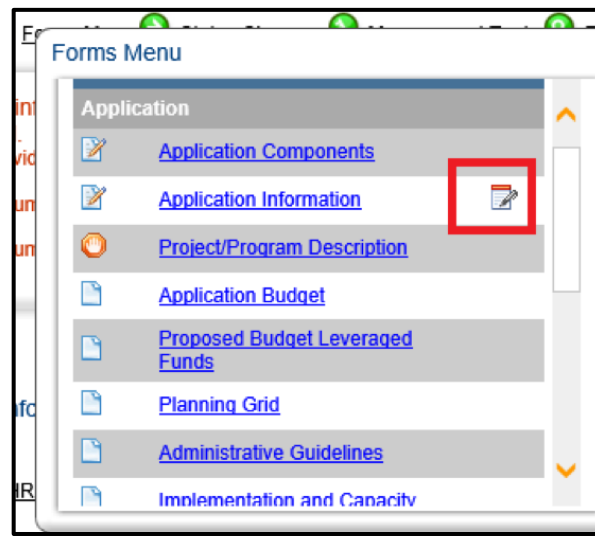 Forms Menu
Application
Application Components
Application Information
Project/Program Description
Application Budget
Proposed Budget Leveraged
Funds
Planning Grid
Administrative Guidelines
Implementation and Capacity